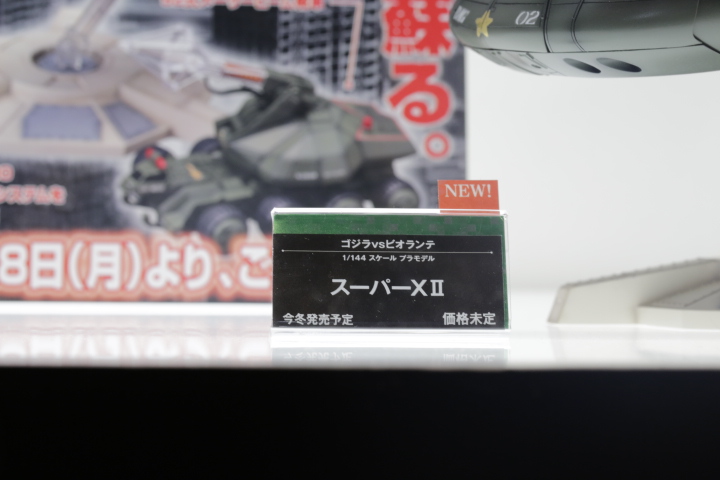 蘇る。
02
NEW!
ゴジラvsビオランテ
1/144 スケール プラモデル
スーパーXⅡ
今冬発売予定
価格未定
8日(月)より、ご